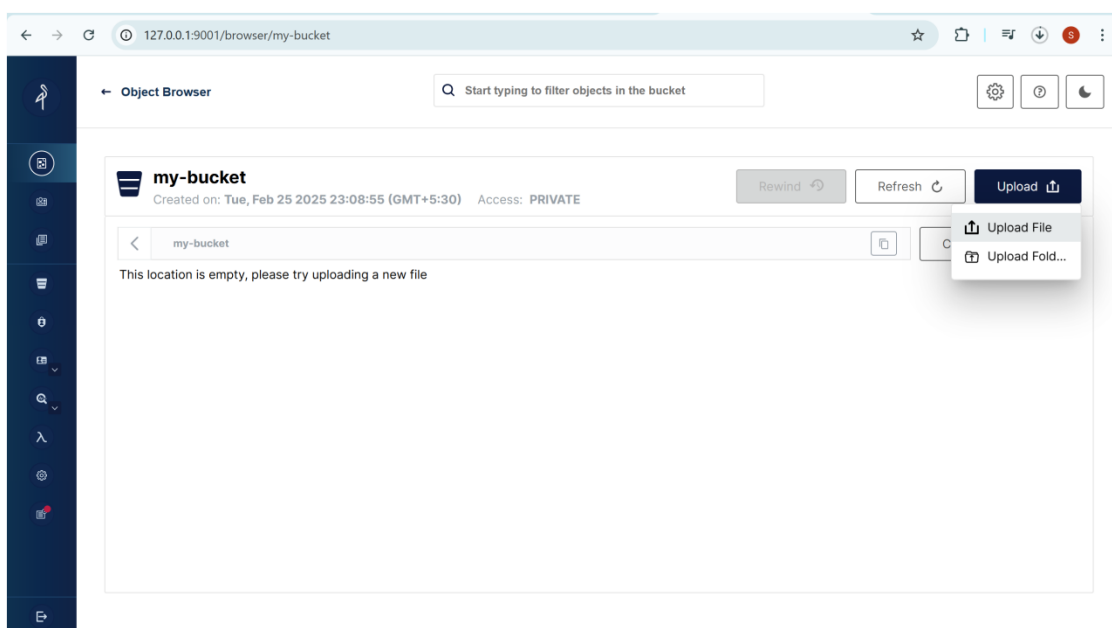 127.0.0.1:9001/browser/my-bucket
S
← Object Browser
Start typing to filter objects in the bucket
my-bucket
Created on: Tue, Feb 25 2025 23:08:55 (GMT+5:30) Access: PRIVATE
Rewind
Refresh
Upload
my-bucket
C
Upload File
Upload Fold...
This location is empty, please try uploading a new file
λ